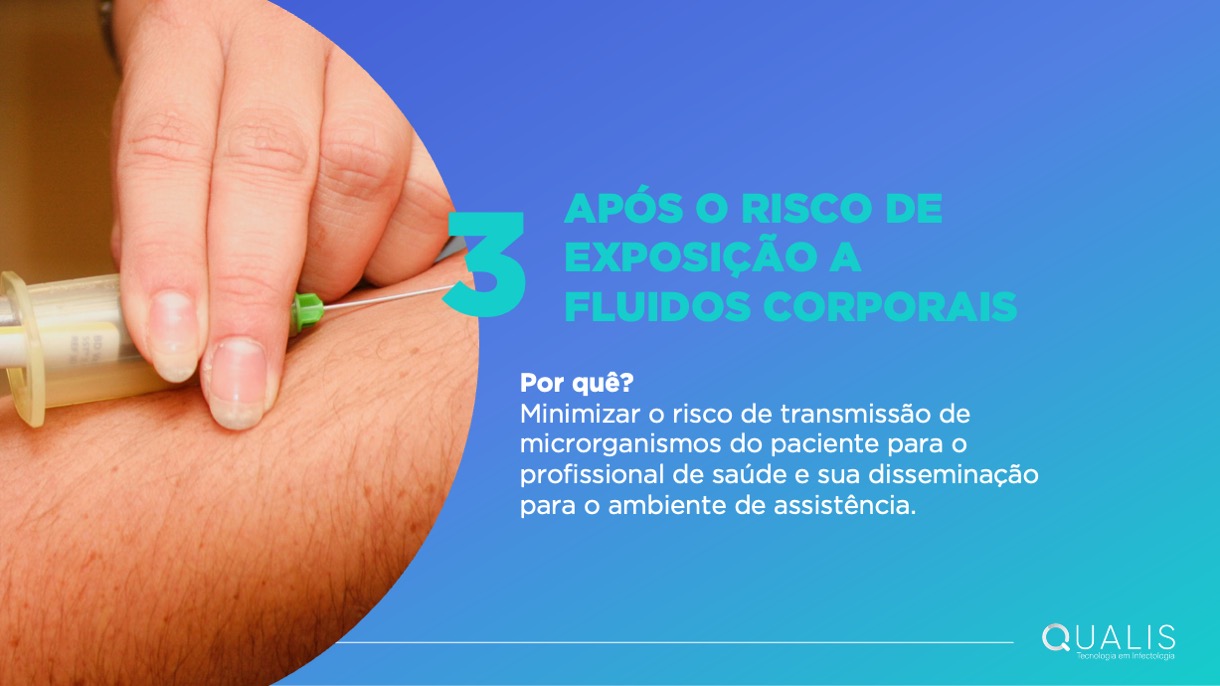 3
APÓS O RISCO DE
EXPOSIÇÃO A
FLUIDOS CORPORAIS
Por quê?
Minimizar o risco de transmissão de
microrganismos do paciente para o
profissional de saúde e sua disseminação
para o ambiente de assistência.
QUALIS
Tecnologia em Infectologia